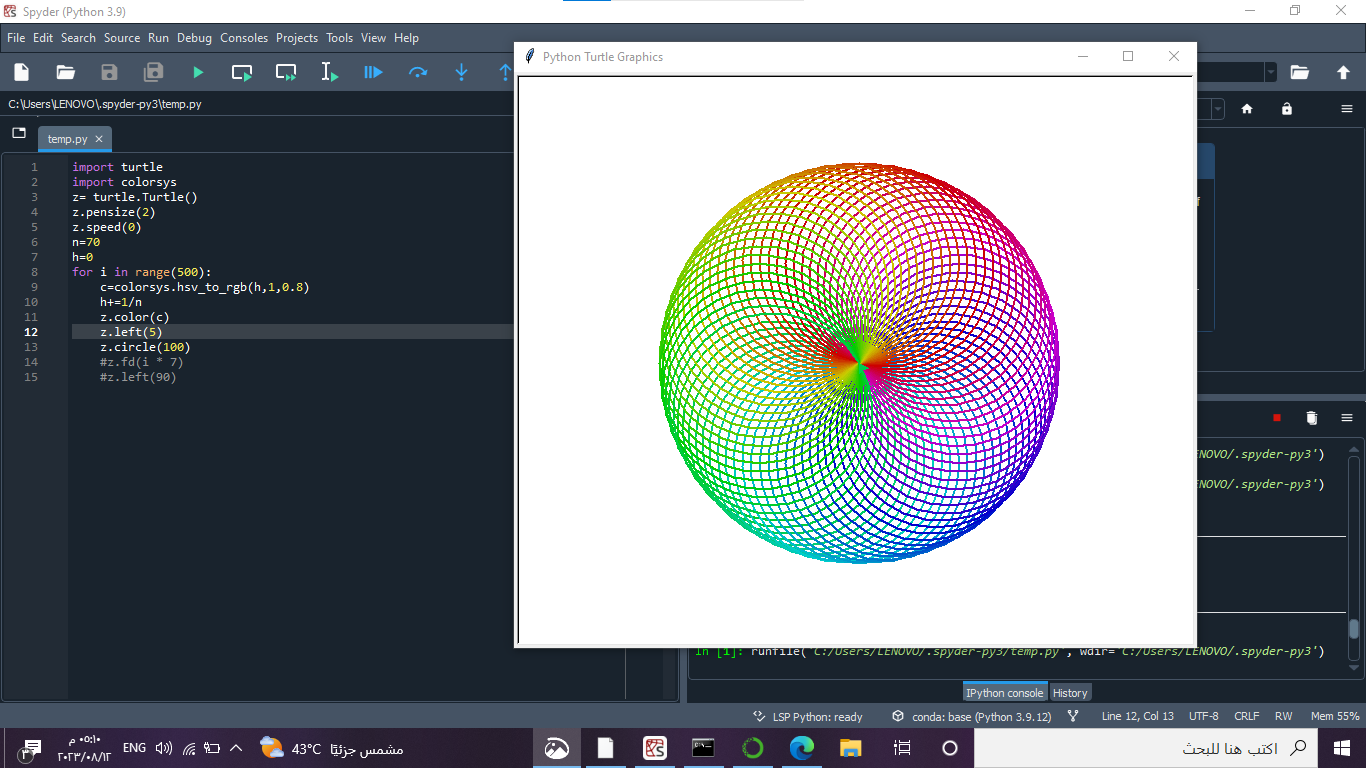 Spyder (Python 3.9)
File Edit Search Source Run Debug Consoles Projects Tools View Help
Python Turtle Graphics
C:\Users\LENOVO\.spyder-py3\temp.py
temp.py
1 import turtle
2 import colorsys
3 z= turtle.Turtle()
4 z.pensize(2)
5 z.speed(0)
6 n=70
7 h=0
8 for i in range(500):
9 c=colorsys.hsv_to_rgb(h,1,0.8)
10 h+=1/n
11 z.color(c)
12 z.left(5)
13 z.circle(100)
14 #z.fd(i * 7)
15 #z.left(90)
f
ENOVO/.spyder-py3')
ENOVO/.spyder-py3')
In [1]: runfile('C:/Users/LENOVO/.spyder-py3/temp.py', wdir='C:/Users/LENOVO/.spyder-py3')
IPython console History
LSP Python: ready conda: base (Python 3.9.12) Line 12, Col 13 UTF-8 CRLF RW Mem 55%
٠٥:١٠ م
٢٠٢٣/٠٨/١٢
٣
ENG
43°C مشمس جزئيًا
اكتب هنا للبحث